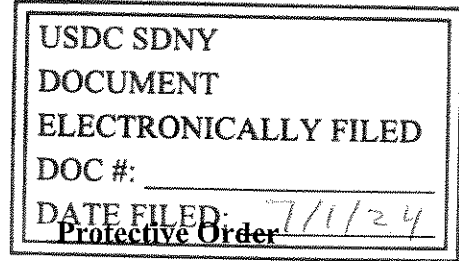 USDC SDNY
DOCUMENT
ELECTRONICALLY FILED
DOC #:
DATE FILED: 7/1/24
Protective Order